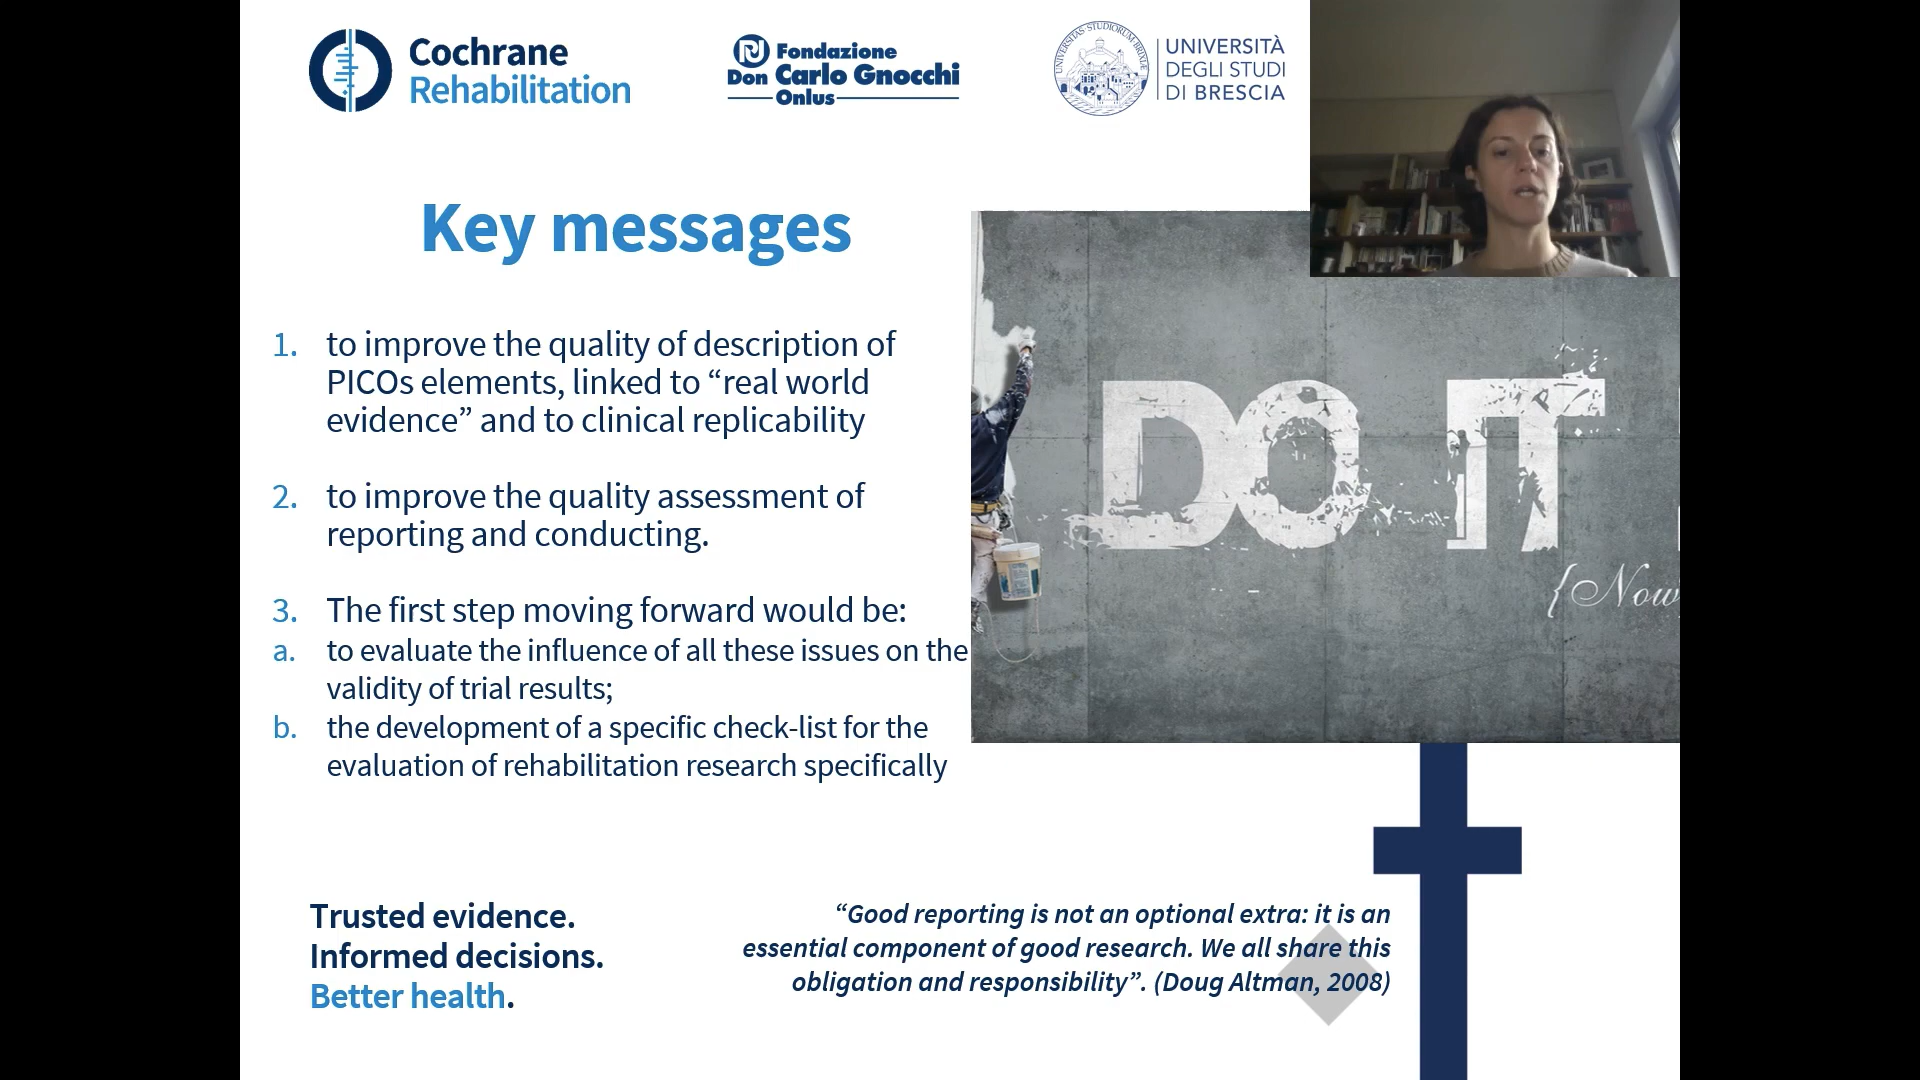 Cochrane
Rehabilitation
Fondazione
Don Carlo Gnocchi
Onlus
UNIVERSITÀ
DEGLI STUDI
DI BRESCIA
Key messages
1. to improve the quality of description of
PICOs elements, linked to “real world
evidence” and to clinical replicability
2. to improve the quality assessment of
reporting and conducting.
3. The first step moving forward would be:
a. to evaluate the influence of all these issues on the
validity of trial results;
b. the development of a specific check-list for the
evaluation of rehabilitation research specifically
DO IT
{Now
Trusted evidence.
Informed decisions.
Better health.
“Good reporting is not an optional extra: it is an
essential component of good research. We all share this
obligation and responsibility”. (Doug Altman, 2008)